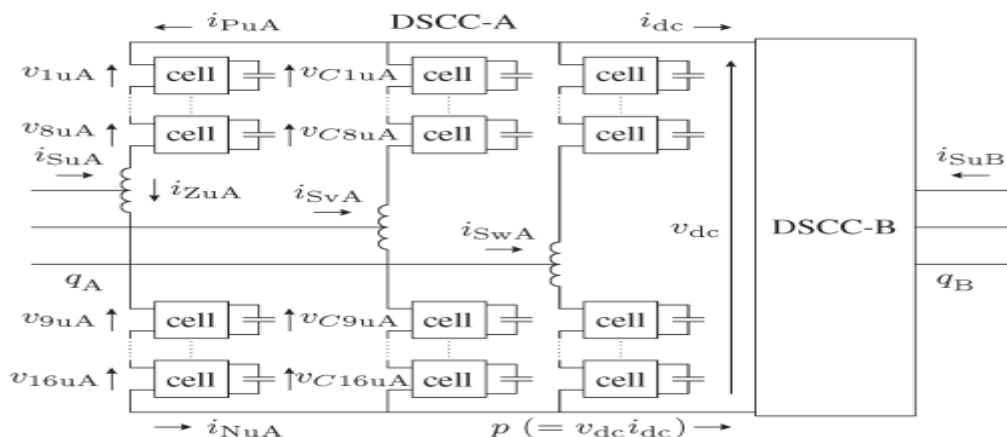 i_PuA DSCC-A i_dc
v_1uA cell v_C1uA cell cell
v_8uA cell v_C8uA cell cell
i_SuA i_SuB
i_ZuA i_SvA
i_SwA v_dc DSCC-B
q_A q_B
v_9uA cell v_C9uA cell cell
v_16uA cell v_C16uA cell cell
i_NuA p (= v_dc i_dc)